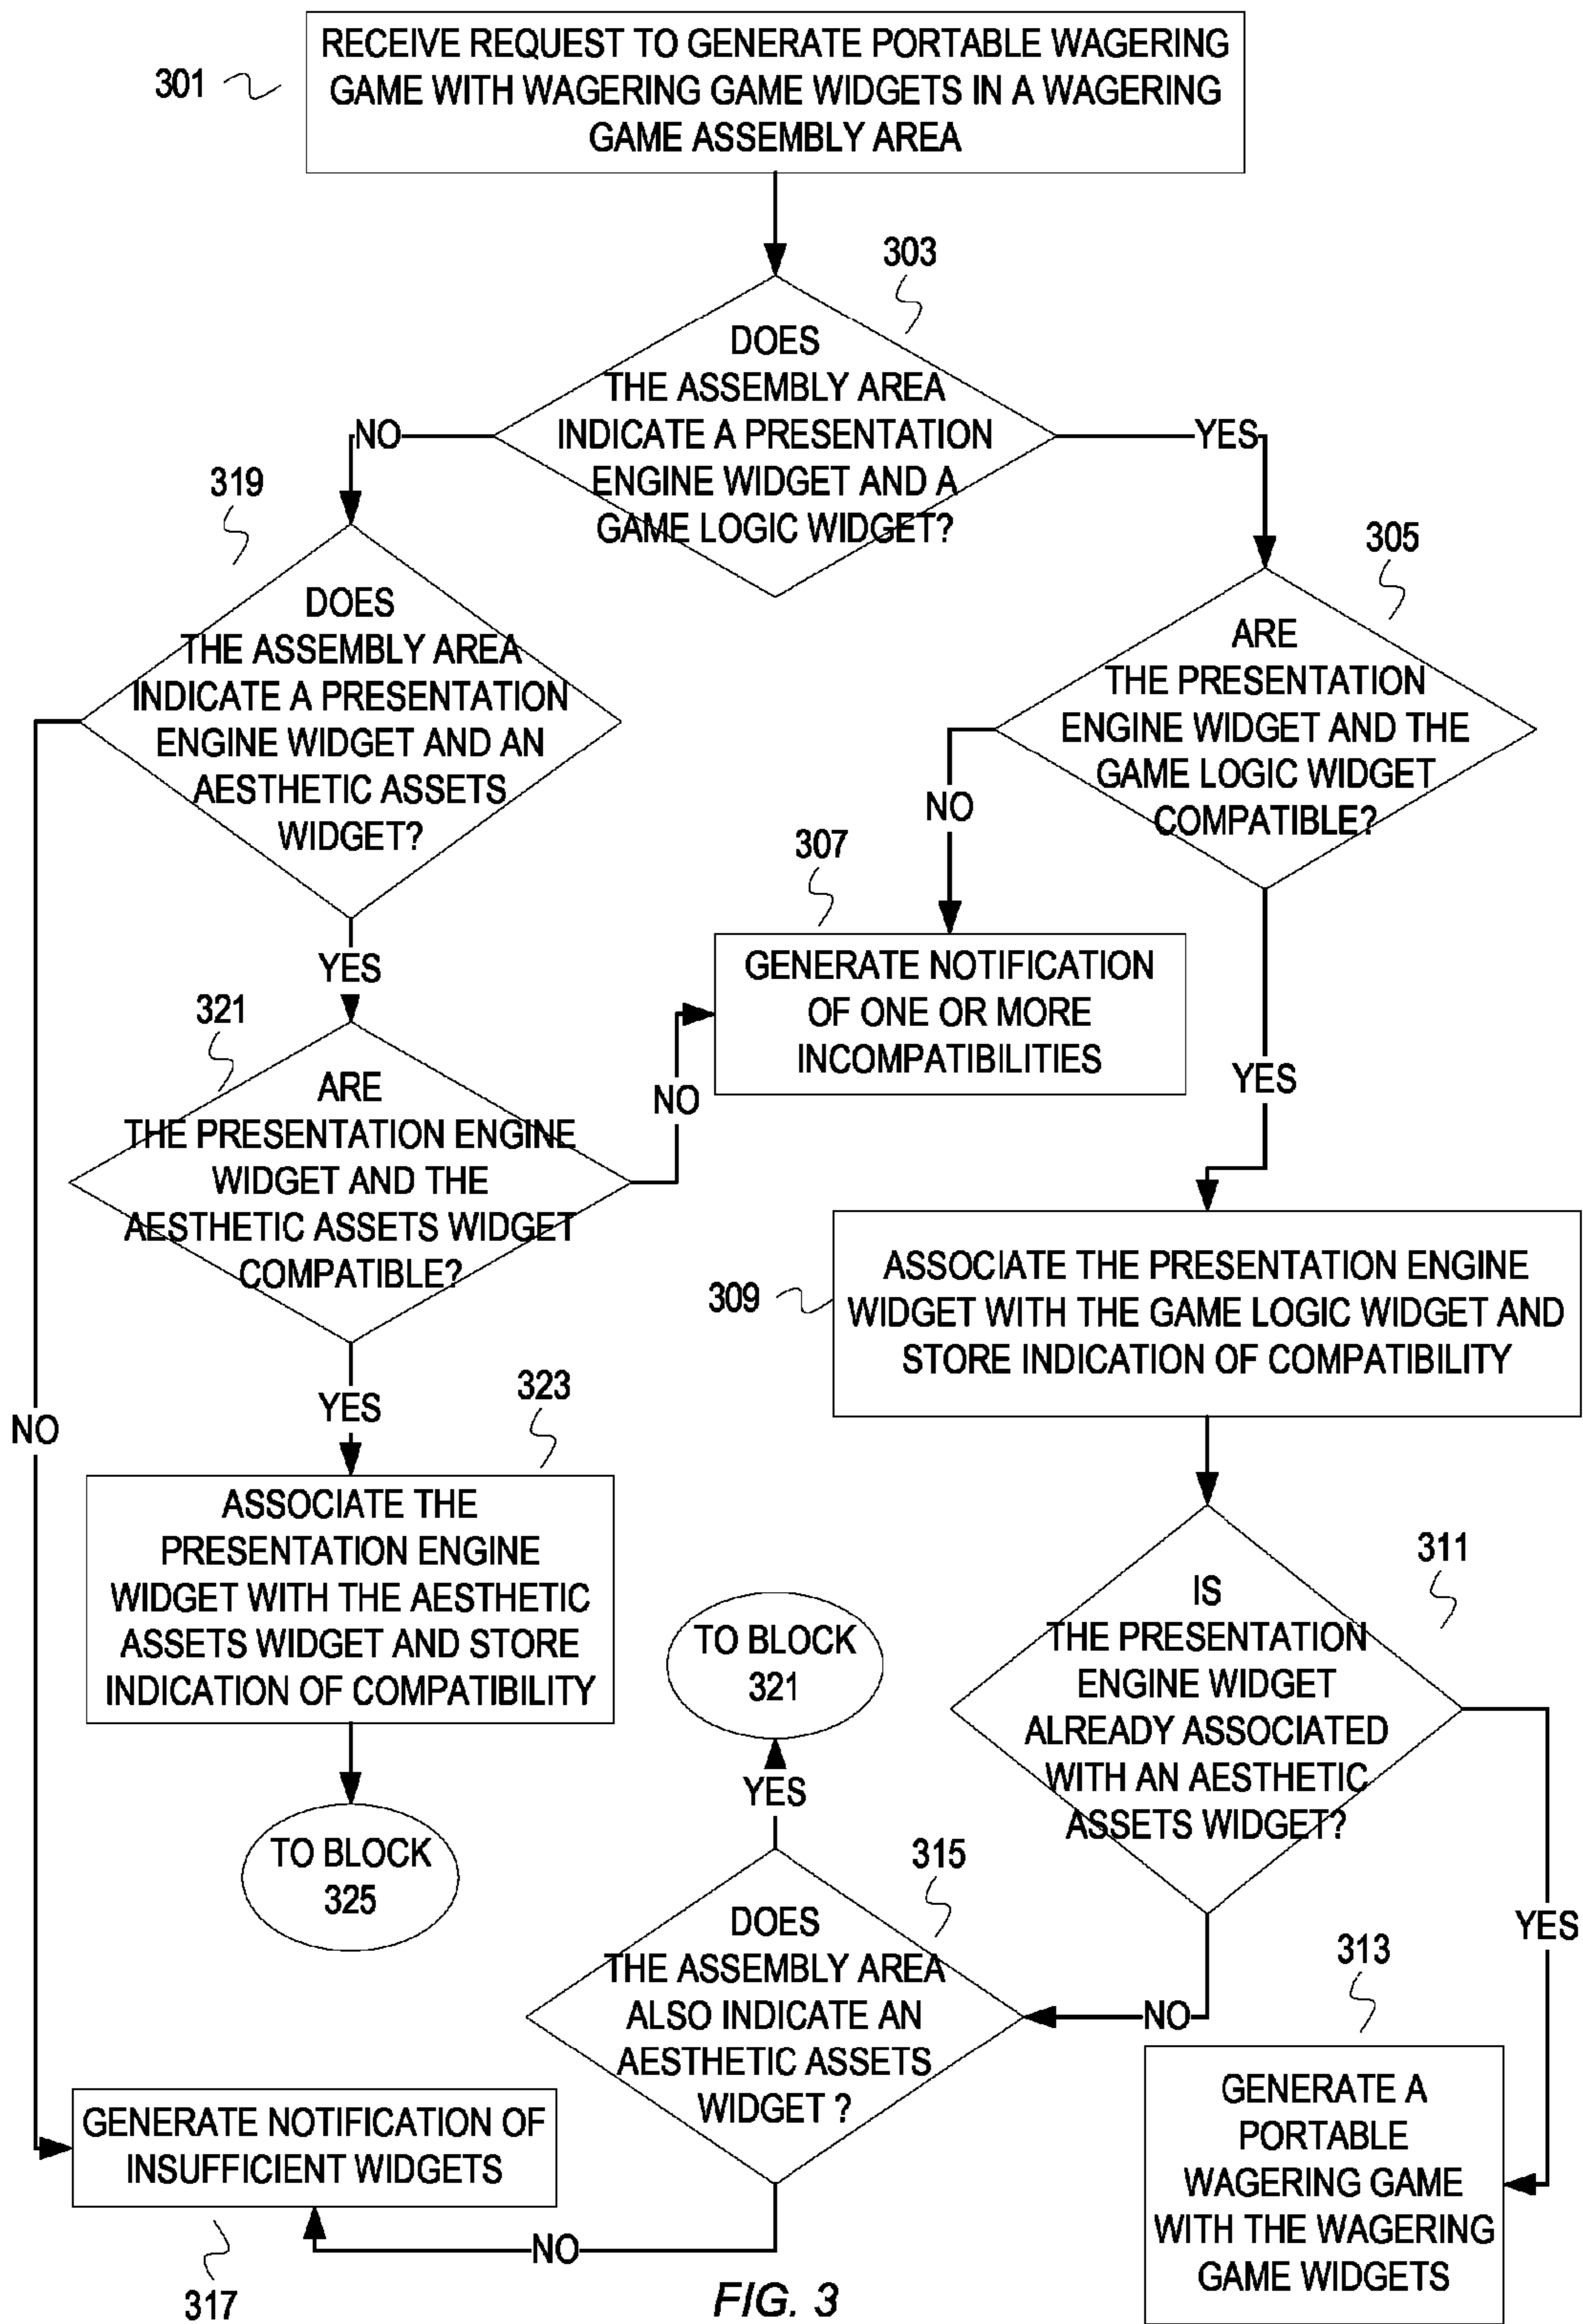 RECEIVE REQUEST TO GENERATE PORTABLE WAGERING
GAME WITH WAGERING GAME WIDGETS IN A WAGERING
GAME ASSEMBLY AREA
301
303
DOES
THE ASSEMBLY AREA
INDICATE A PRESENTATION
ENGINE WIDGET AND A
GAME LOGIC WIDGET?
NO
YES
319
DOES
THE ASSEMBLY AREA
INDICATE A PRESENTATION
ENGINE WIDGET AND AN
AESTHETIC ASSETS
WIDGET?
305
ARE
THE PRESENTATION
ENGINE WIDGET AND THE
GAME LOGIC WIDGET
COMPATIBLE?
NO
307
GENERATE NOTIFICATION
OF ONE OR MORE
INCOMPATIBILITIES
YES
321
ARE
THE PRESENTATION ENGINE
WIDGET AND THE
AESTHETIC ASSETS WIDGET
COMPATIBLE?
NO
YES
309
ASSOCIATE THE PRESENTATION ENGINE
WIDGET WITH THE GAME LOGIC WIDGET AND
STORE INDICATION OF COMPATIBILITY
YES
NO
323
ASSOCIATE THE
PRESENTATION ENGINE
WIDGET WITH THE AESTHETIC
ASSETS WIDGET AND STORE
INDICATION OF COMPATIBILITY
TO BLOCK
325
311
IS
THE PRESENTATION
ENGINE WIDGET
ALREADY ASSOCIATED
WITH AN AESTHETIC
ASSETS WIDGET?
TO BLOCK
321
YES
315
DOES
THE ASSEMBLY AREA
ALSO INDICATE AN
AESTHETIC ASSETS
WIDGET ?
NO
YES
313
GENERATE A
PORTABLE
WAGERING GAME
WITH THE WAGERING
GAME WIDGETS
GENERATE NOTIFICATION OF
INSUFFICIENT WIDGETS
NO
317
FIG. 3